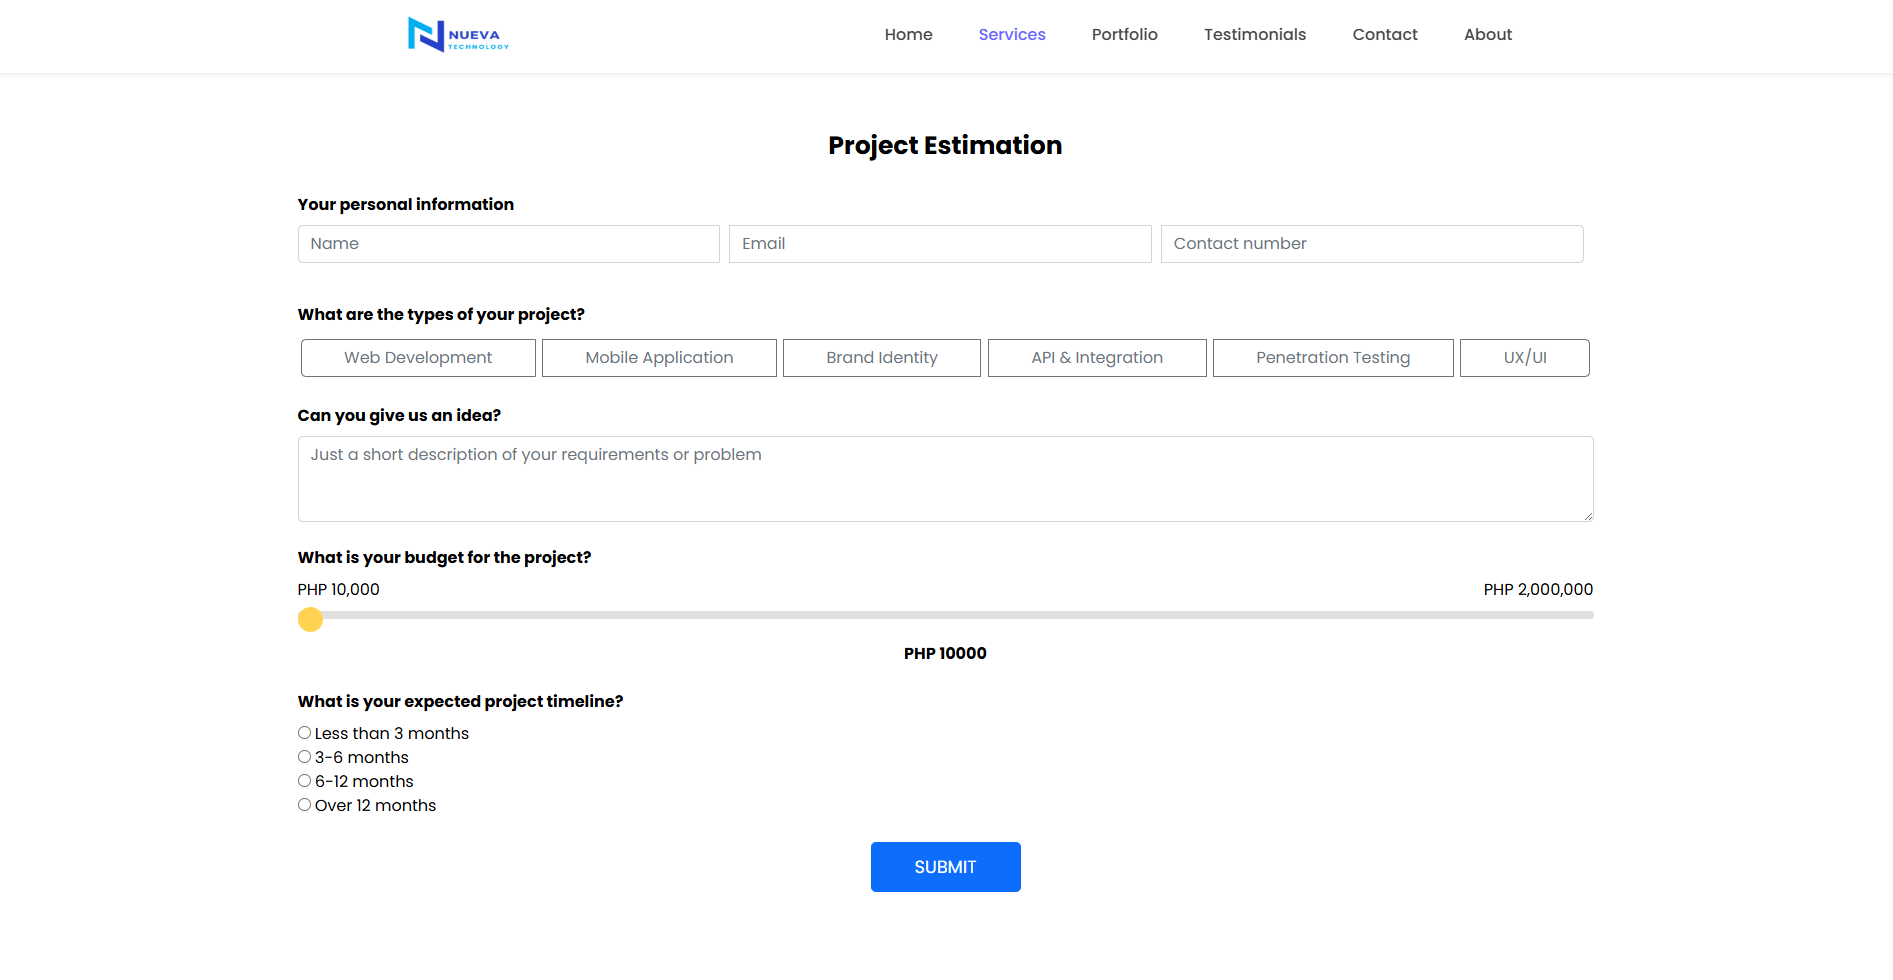 NUEVA
TECHNOLOGY
Home Services Portfolio Testimonials Contact About
Project Estimation
Your personal information
Name Email Contact number
What are the types of your project?
Web Development Mobile Application Brand Identity API & Integration Penetration Testing UX/UI
Can you give us an idea?
Just a short description of your requirements or problem
What is your budget for the project?
PHP 10,000 PHP 2,000,000
PHP 10000
What is your expected project timeline?
Less than 3 months
3-6 months
6-12 months
Over 12 months
SUBMIT